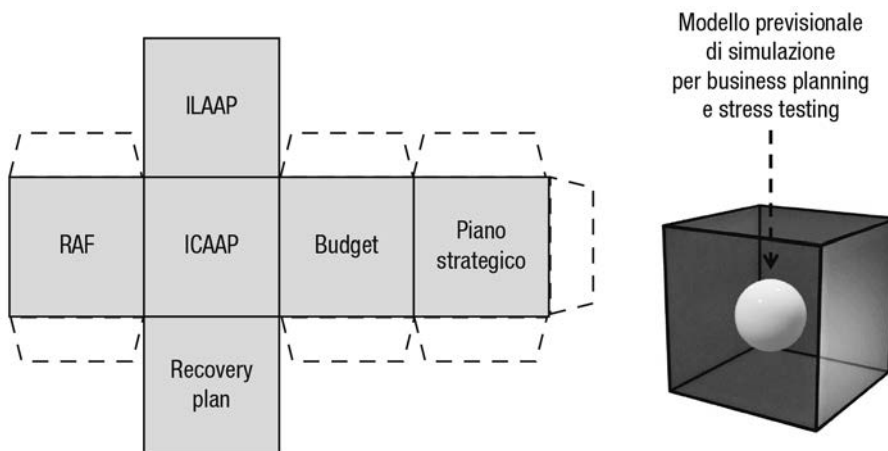 Modello previsionale
di simulazione
per business planning
e stress testing
ILAAP
RAF
ICAAP
Budget
Piano
strategico
Recovery
plan